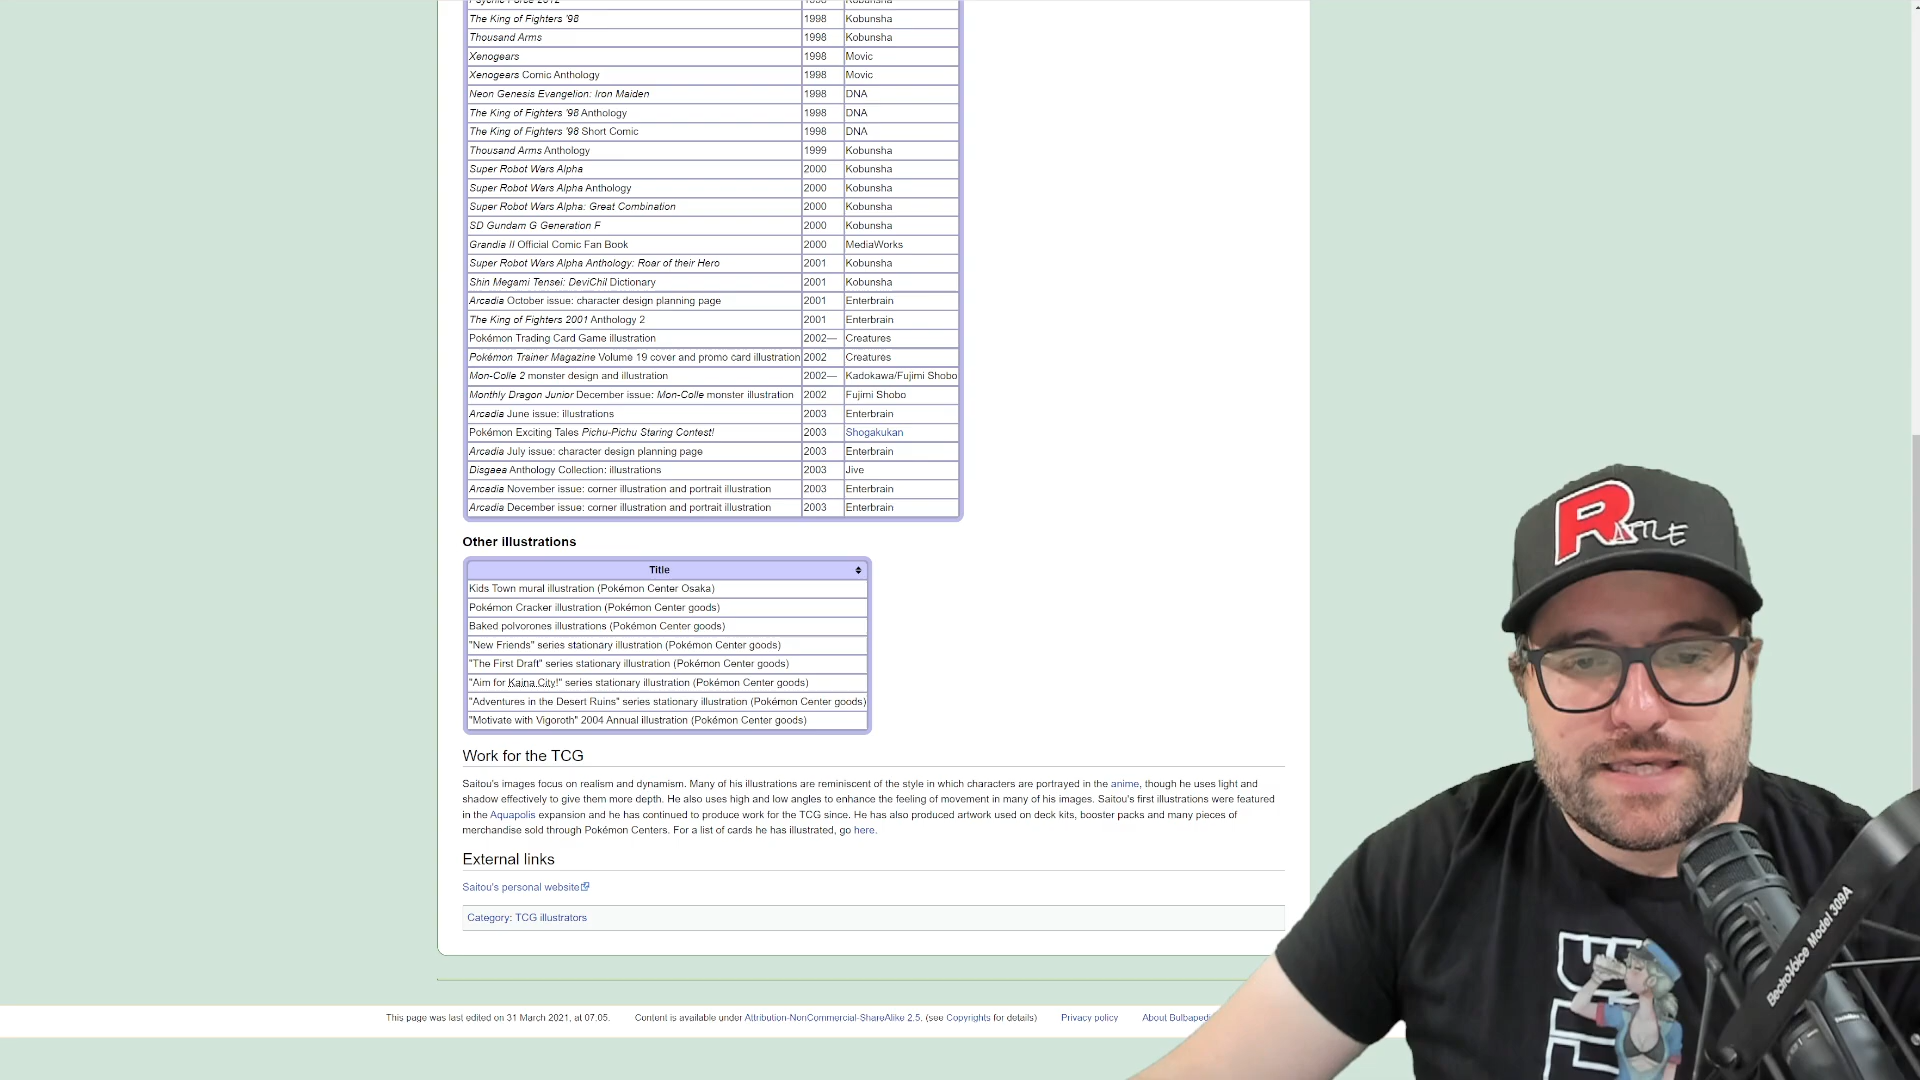 The King of Fighters '98 1998 Kobunsha
Thousand Arms 1998 Kobunsha
Xenogears 1998 Movic
Xenogears Comic Anthology 1998 Movic
Neon Genesis Evangelion: Iron Maiden 1998 DNA
The King of Fighters '98 Anthology 1998 DNA
The King of Fighters '98 Short Comic 1998 DNA
Thousand Arms Anthology 1999 Kobunsha
Super Robot Wars Alpha 2000 Kobunsha
Super Robot Wars Alpha Anthology 2000 Kobunsha
Super Robot Wars Alpha: Great Combination 2000 Kobunsha
SD Gundam G Generation F 2000 Kobunsha
Grandia II Official Comic Fan Book 2000 MediaWorks
Super Robot Wars Alpha Anthology: Roar of their Hero 2001 Kobunsha
Shin Megami Tensei: DeviChil Dictionary 2001 Kobunsha
Arcadia October issue: character design planning page 2001 Enterbrain
The King of Fighters 2001 Anthology 2 2001 Enterbrain
Pokémon Trading Card Game illustration 2002— Creatures
Pokémon Trainer Magazine Volume 19 cover and promo card illustration 2002 Creatures
Mon-Colle 2 monster design and illustration 2002— Kadokawa/Fujimi Shobo
Monthly Dragon Junior December issue: Mon-Colle monster illustration 2002 Fujimi Shobo
Arcadia June issue: illustrations 2003 Enterbrain
Pokémon Exciting Tales Pichu-Pichu Staring Contest! 2003 Shogakukan
Arcadia July issue: character design planning page 2003 Enterbrain
Disgaea Anthology Collection: illustrations 2003 Jive
Arcadia November issue: corner illustration and portrait illustration 2003 Enterbrain
Arcadia December issue: corner illustration and portrait illustration 2003 Enterbrain
Other illustrations
Title
Kids Town mural illustration (Pokémon Center Osaka)
Pokémon Cracker illustration (Pokémon Center goods)
Baked polvorones illustrations (Pokémon Center goods)
"New Friends" series stationary illustration (Pokémon Center goods)
"The First Draft" series stationary illustration (Pokémon Center goods)
"Aim for Kaina City!" series stationary illustration (Pokémon Center goods)
"Adventures in the Desert Ruins" series stationary illustration (Pokémon Center goods)
"Motivate with Vigoroth" 2004 Annual illustration (Pokémon Center goods)
Work for the TCG
Saitou's images focus on realism and dynamism. Many of his illustrations are reminiscent of the style in which characters are portrayed in the anime, though he uses light and
shadow effectively to give them more depth. He also uses high and low angles to enhance the feeling of movement in many of his images. Saitou's first illustrations were featured
in the Aquapolis expansion and he has continued to produce work for the TCG since. He has also produced artwork used on deck kits, booster packs and many pieces of
merchandise sold through Pokémon Centers. For a list of cards he has illustrated, go here.
External links
Saitou's personal website
Category: TCG illustrators
This page was last edited on 31 March 2021, at 07:05. Content is available under Attribution-NonCommercial-ShareAlike 2.5. (see Copyrights for details) Privacy policy About
RATTLE
ElectroVoice Model 309A